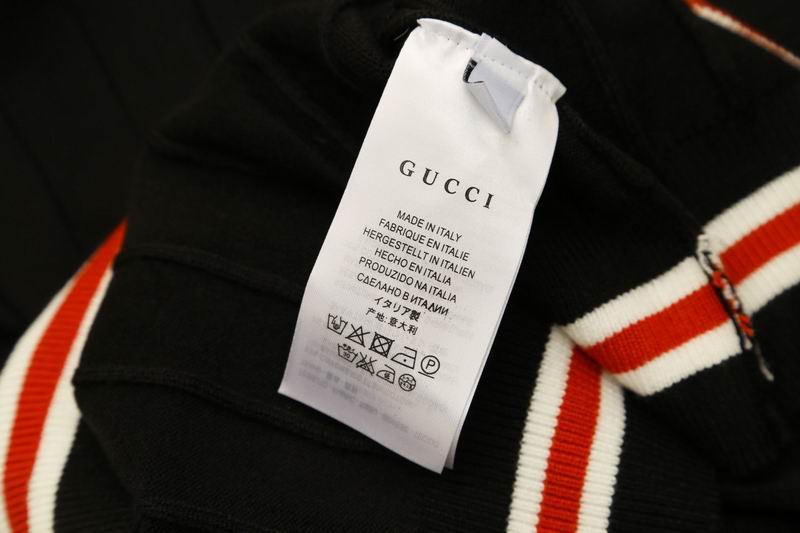 GUCCI
MADE IN ITALY
FABRIQUE EN ITALIE
HERGESTELLT IN ITALIEN
HECHO EN ITALIA
PRODUZIDO NA ITALIA
СДЕЛАНО В ИТАЛИИ
イタリア製
产地:意大利
P